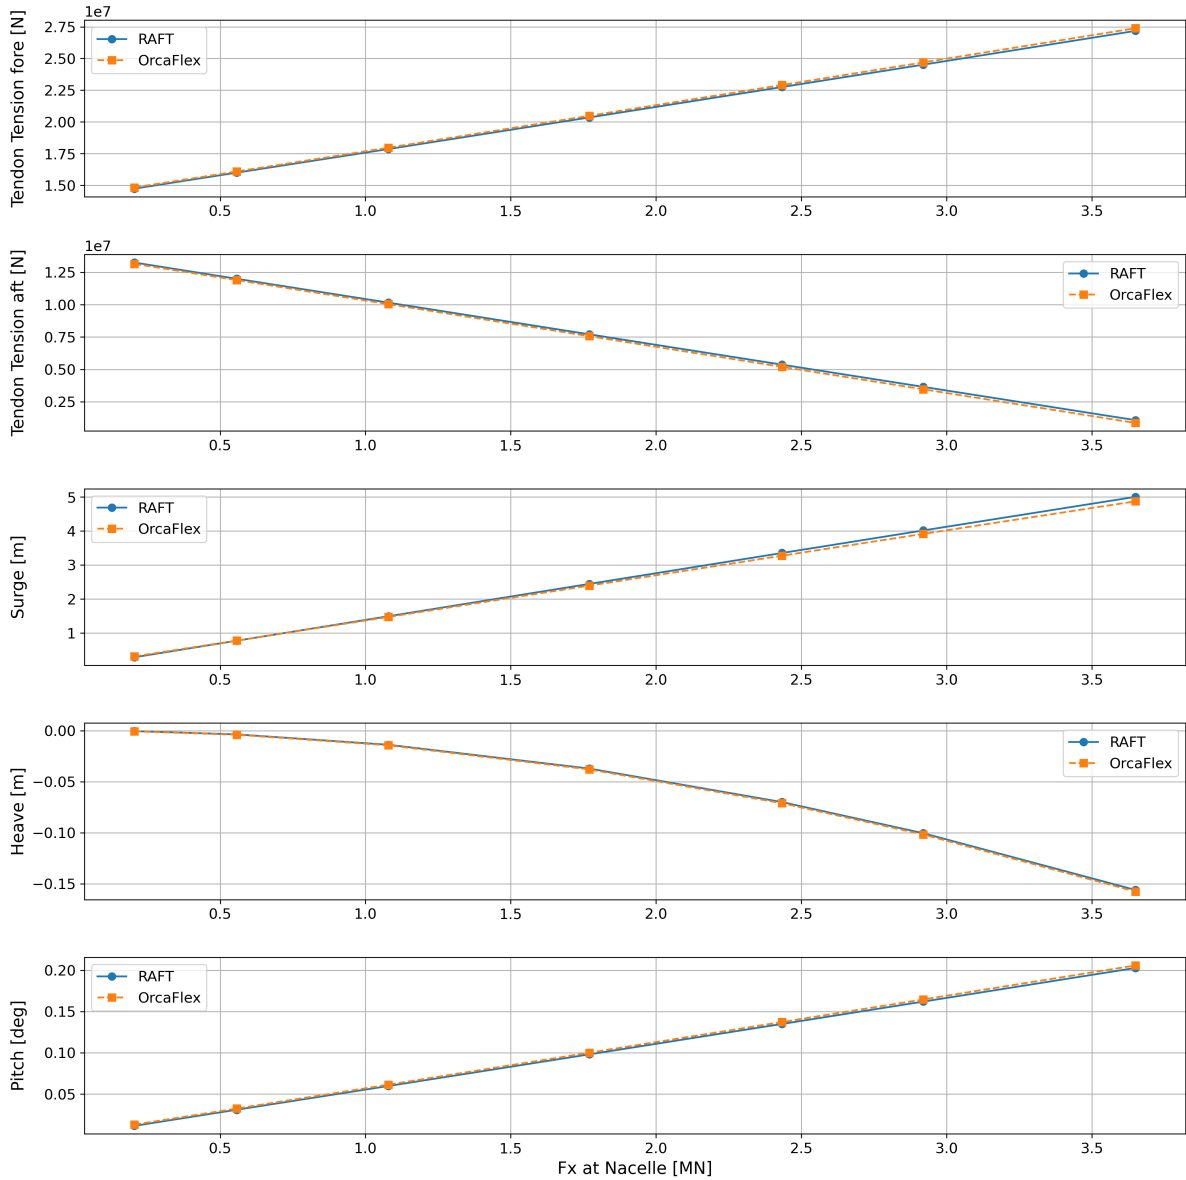 1e7
Tendon Tension fore [N]
2.75
2.50
2.25
2.00
1.75
1.50
RAFT
OrcaFlex
0.5 1.0 1.5 2.0 2.5 3.0 3.5
1e7
Tendon Tension aft [N]
1.25
1.00
0.75
0.50
0.25
RAFT
OrcaFlex
0.5 1.0 1.5 2.0 2.5 3.0 3.5
Surge [m]
5
4
3
2
1
RAFT
OrcaFlex
0.5 1.0 1.5 2.0 2.5 3.0 3.5
Heave [m]
0.00
−0.05
−0.10
−0.15
RAFT
OrcaFlex
0.5 1.0 1.5 2.0 2.5 3.0 3.5
Pitch [deg]
0.20
0.15
0.10
0.05
RAFT
OrcaFlex
0.5 1.0 1.5 2.0 2.5 3.0 3.5
Fx at Nacelle [MN]